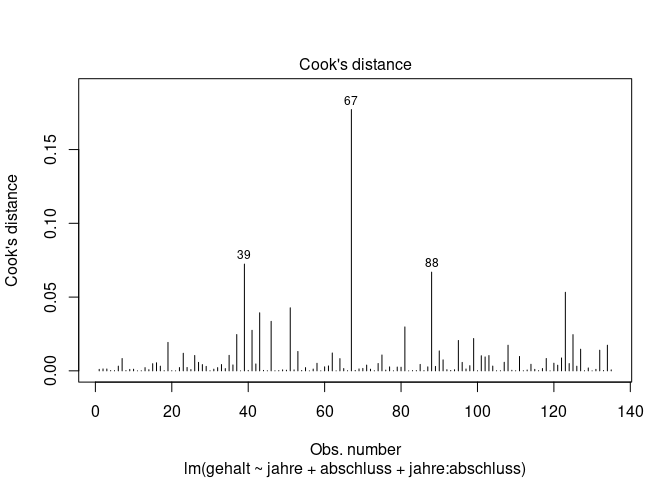 Cook's distance
67
39
88
Cook's distance
0.15
0.10
0.05
0.00
0 20 40 60 80 100 120 140
Obs. number
lm(gehalt ~ jahre + abschluss + jahre:abschluss)